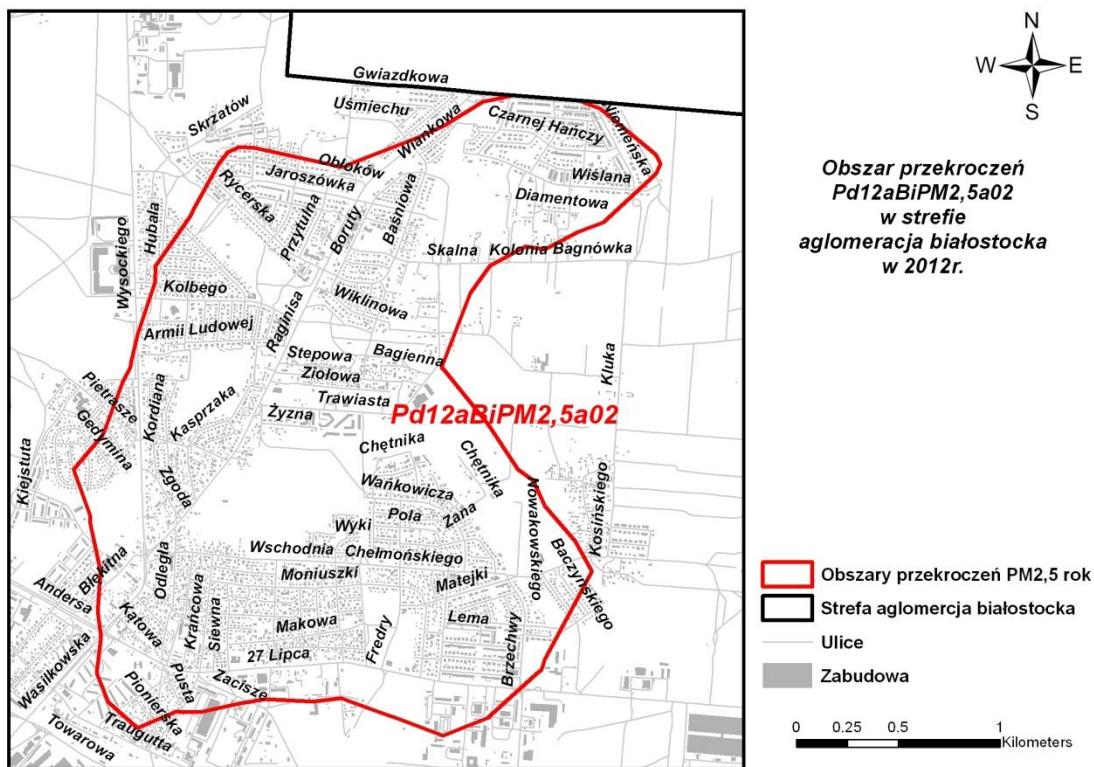 N
W E
S
Obszar przekroczeń
Pd12aBiPM2,5a02
w strefie
aglomeracja białostocka
w 2012r.
Gwiazdkowa
Uśmiechu
Skrzatów
Wiankowa
Czarnej Hańczy
Niemeńska
Obłoków
Jaroszówka
Wiślana
Rycerska
Diamentowa
Przytulna
Boruty
Baśniowa
Hubala
Wysockiego
Skalna
Kolonia Bagnówka
Kolbego
Wiklinowa
Armii Ludowej
Raginisa
Stepowa
Bagienna
Ziołowa
Kluka
Pietrasze
Kordiana
Kasprzaka
Trawiasta
Żyzna
Pd12aBiPM2,5a02
Gedymina
Chętnika
Chętnika
Kiejstuta
Zgoda
Wańkowicza
Nowakowskiego
Kosińskiego
Pola
Zana
Wyki
Wschodnia
Chełmońskiego
Baczyńskiego
Błękitna
Odległa
Moniuszki
Matejki
Andersa
Krańcowa
Siewna
Makowa
Lema
Kątowa
Fredry
Brzechwy
Wasilkowska
27 Lipca
Pusta
Zacisze
Pionierska
Traugutta
Towarowa
Obszary przekroczeń PM2,5 rok
Strefa aglomercja białostocka
Ulice
Zabudowa
0 0.25 0.5 1
Kilometers